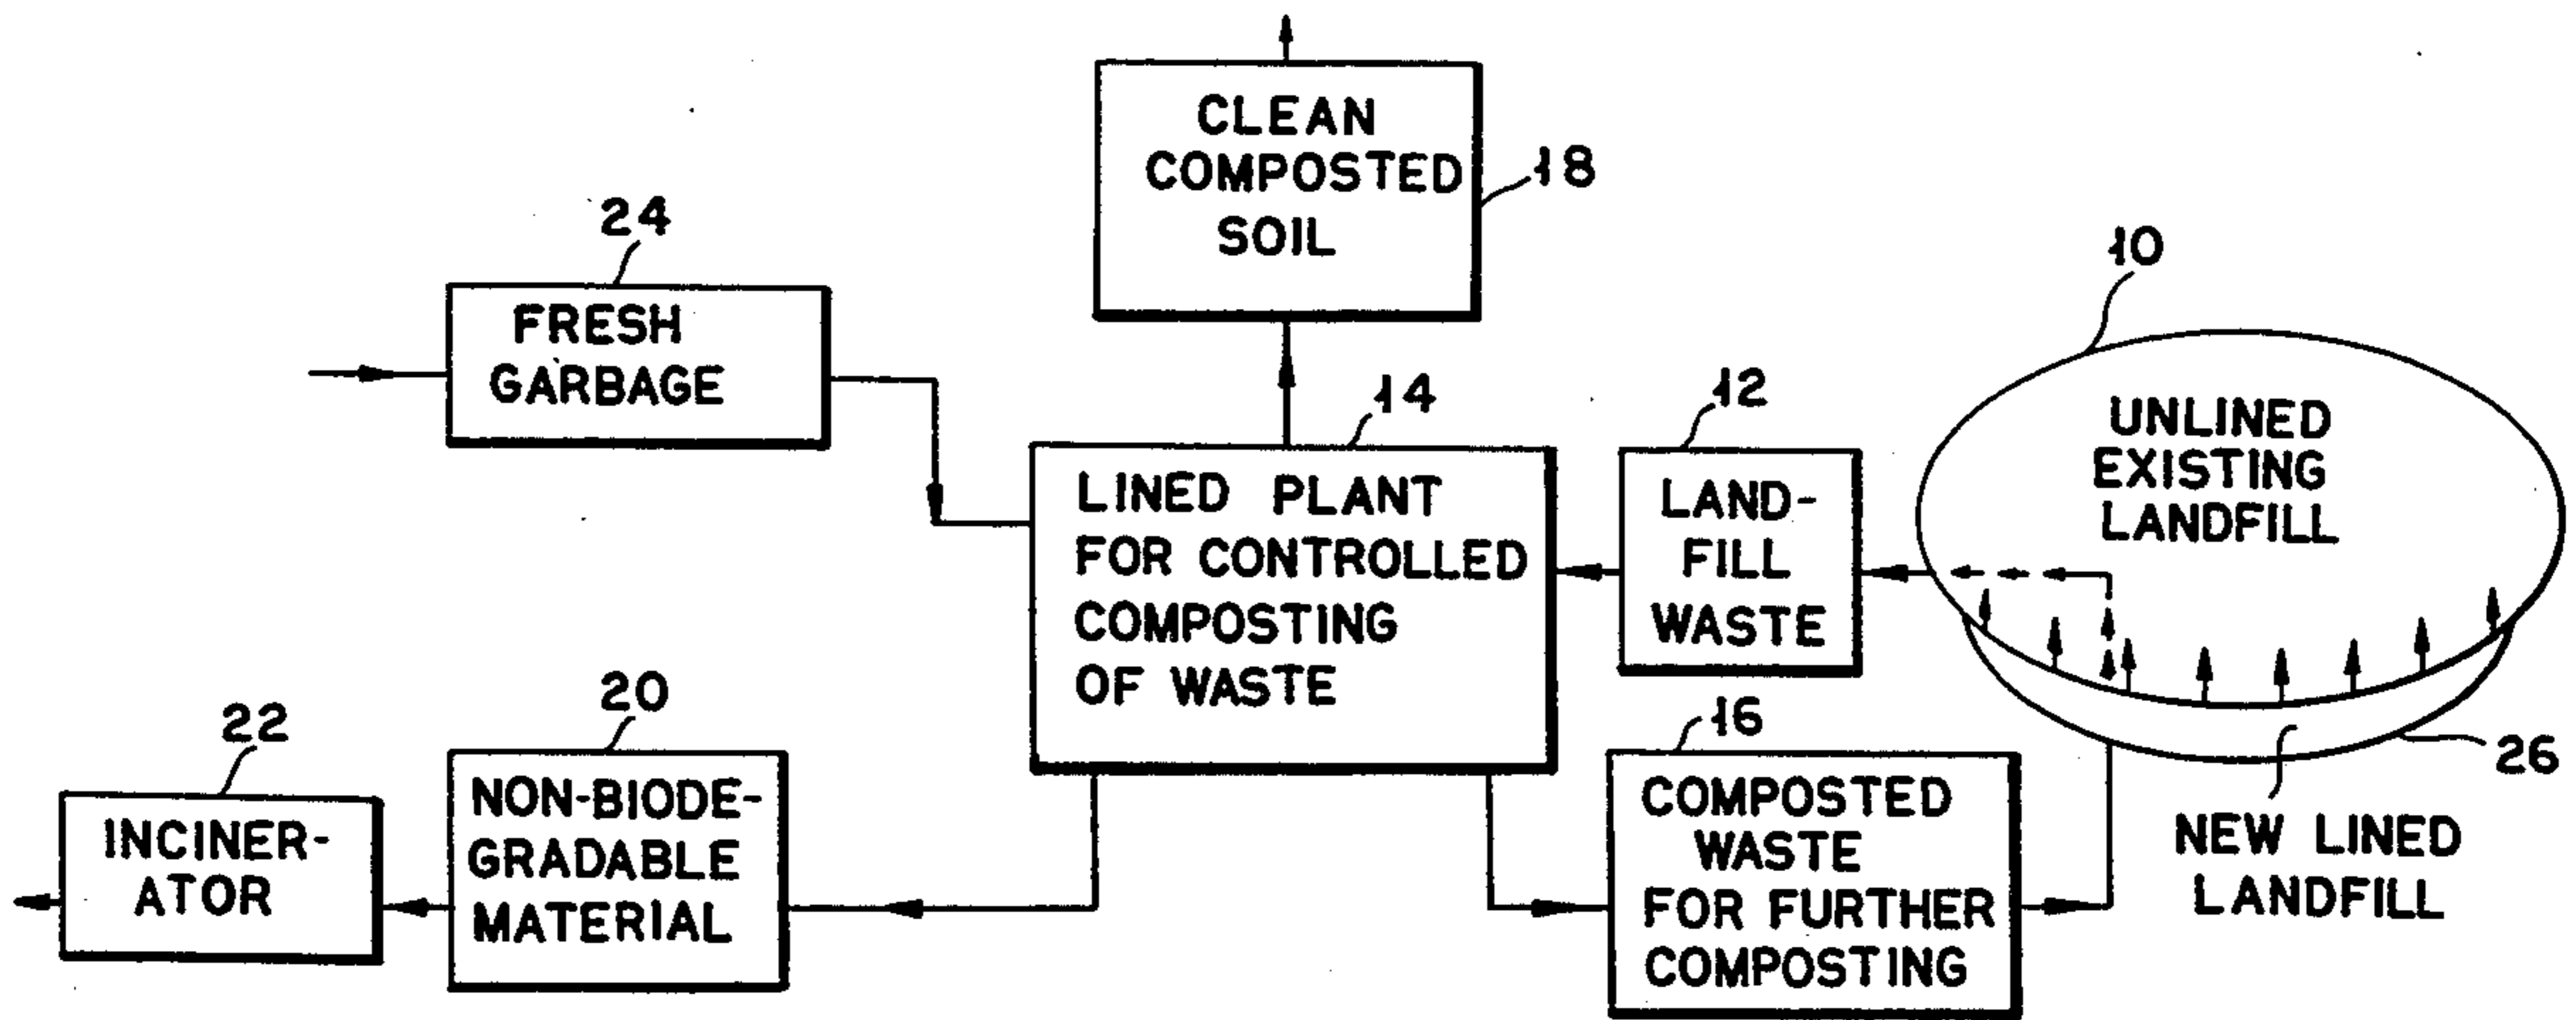 CLEAN
COMPOSTED
SOIL
18
24
FRESH
GARBAGE
10
UNLINED
EXISTING
LANDFILL
14
LINED PLANT
FOR CONTROLLED
COMPOSTING
OF WASTE
12
LAND-
FILL
WASTE
22
INCINER-
ATOR
20
NON-BIODE-
GRADABLE
MATERIAL
16
COMPOSTED
WASTE
FOR FURTHER
COMPOSTING
26
NEW LINED
LANDFILL